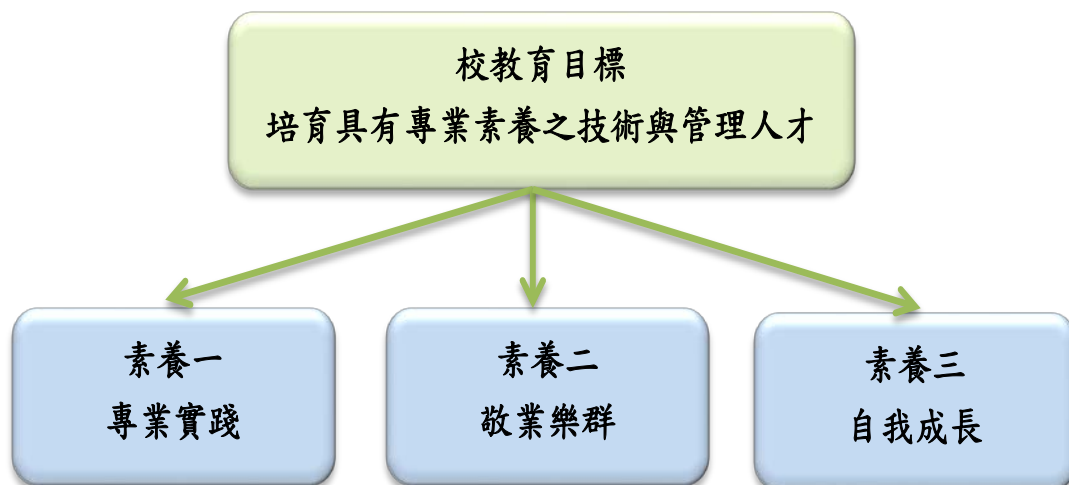 校教育目標
培育具有專業素養之技術與管理人才
素養一
專業實踐
素養二
敬業樂群
素養三
自我成長